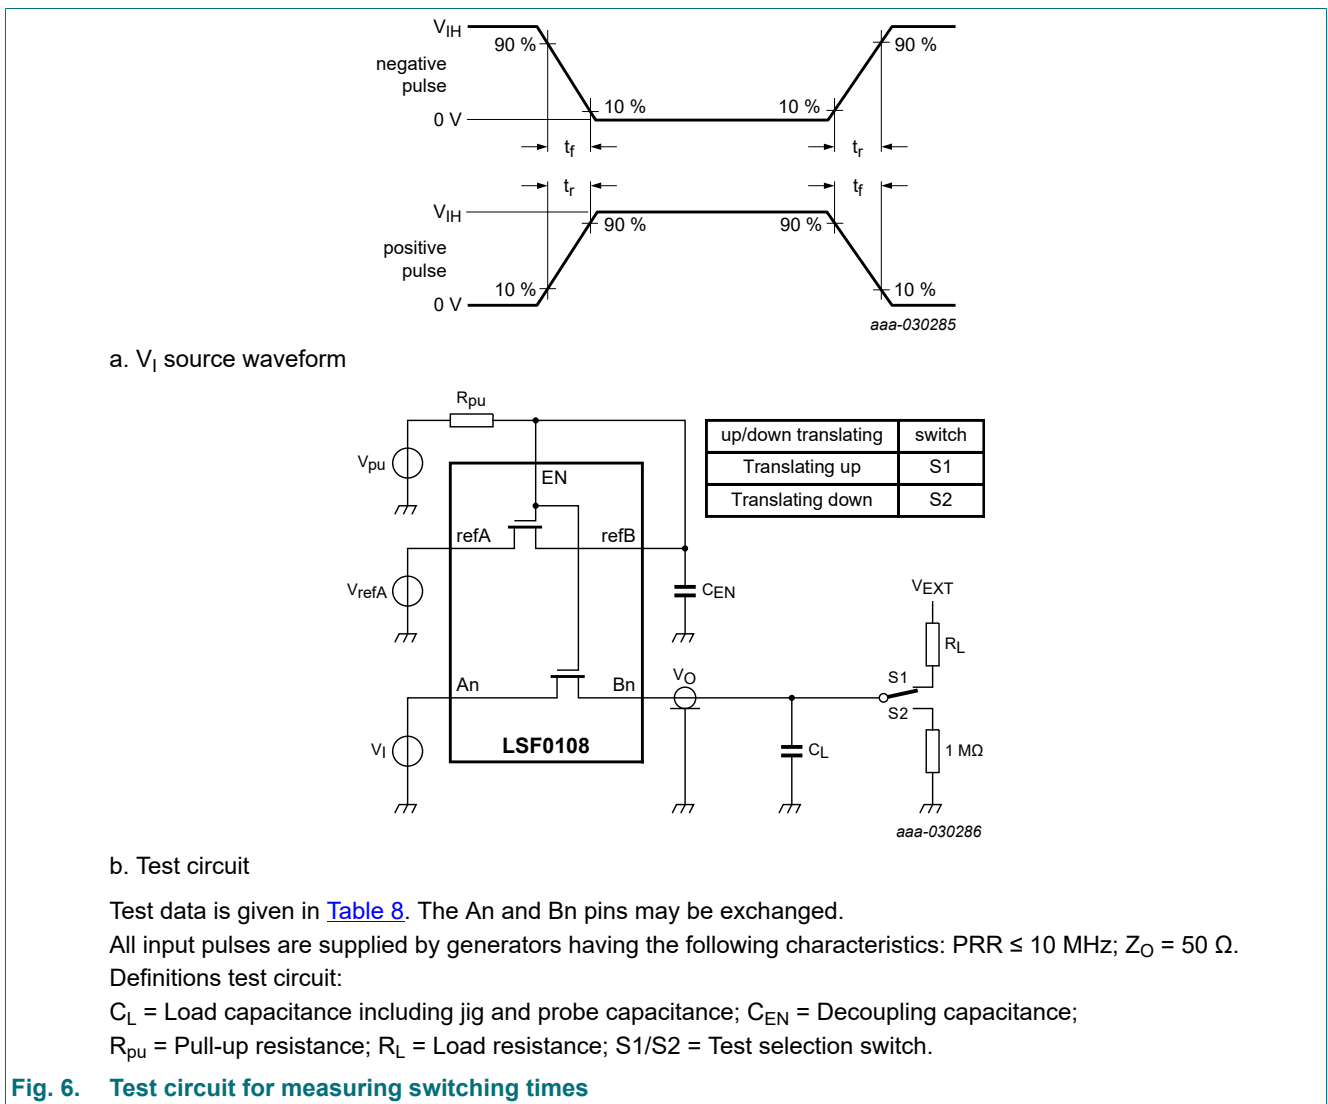 VIH
90 %
90 %
negative
pulse
10 %
10 %
0 V
tf
tr
tr
tf
VIH
90 %
90 %
positive
pulse
10 %
10 %
0 V
aaa-030285
a. VI source waveform
Rpu
up/down translating switch
Translating up S1
Translating down S2
Vpu
EN
refA
refB
VrefA
CEN
VEXT
RL
An
Bn
VO
S1
S2
VI
LSF0108
CL
1 MΩ
aaa-030286
b. Test circuit
Test data is given in Table 8. The An and Bn pins may be exchanged.
All input pulses are supplied by generators having the following characteristics: PRR ≤ 10 MHz; ZO = 50 Ω.
Definitions test circuit:
CL = Load capacitance including jig and probe capacitance; CEN = Decoupling capacitance;
Rpu = Pull-up resistance; RL = Load resistance; S1/S2 = Test selection switch.
Fig. 6. Test circuit for measuring switching times